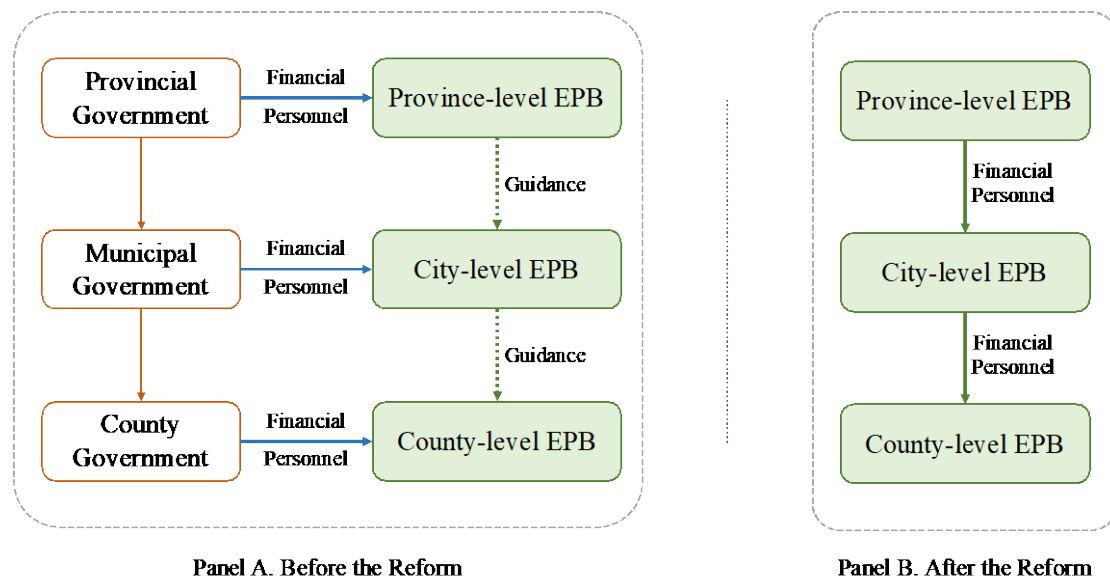 Provincial
Government
Financial
Personnel
Province-level EPB
Guidance
Municipal
Government
Financial
Personnel
City-level EPB
Guidance
County
Government
Financial
Personnel
County-level EPB
Panel A. Before the Reform
Province-level EPB
Financial
Personnel
City-level EPB
Financial
Personnel
County-level EPB
Panel B. After the Reform